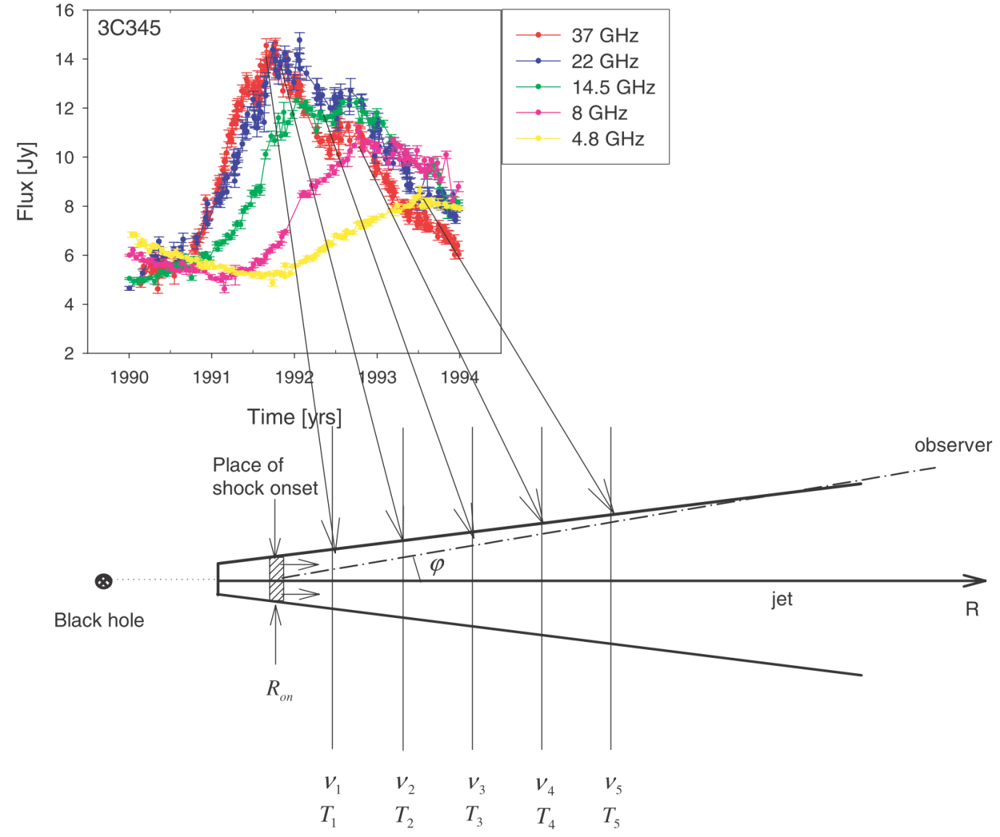 3C345
16
14
12
10
8
6
4
2
Flux [Jy]
1990 1991 1992 1993 1994
Time [yrs]
37 GHz
22 GHz
14.5 GHz
8 GHz
4.8 GHz
observer
Place of
shock onset
φ
jet
R
Black hole
R_on
ν₁ ν₂ ν₃ ν₄ ν₅
T₁ T₂ T₃ T₄ T₅